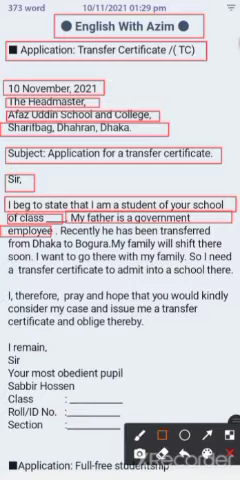 373 word 10/11/2021 01:29 pm
● English With Azim ●
■ Application: Transfer Certificate /( TC)
10 November, 2021
The Headmaster,
Afaz Uddin School and College,
Sharifbag, Dhahran, Dhaka.
Subject: Application for a transfer certificate.
Sir,
I beg to state that I am a student of your school
of class ____. My father is a government
employee . Recently he has been transferred
from Dhaka to Bogura.My family will shift there
soon. I want to go there with my family. So I need
a transfer certificate to admit into a school there.
I, therefore, pray and hope that you would kindly
consider my case and issue me a transfer
certificate and oblige thereby.
I remain,
Sir
Your most obedient pupil
Sabbir Hossen
Class : __________
Roll/ID No. : __________
Section : __________
XRecorder
■Application: Full-free studentship